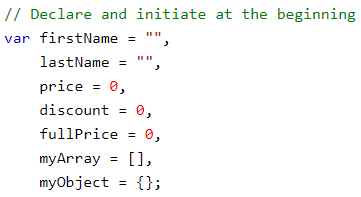 // Declare and initiate at the beginning
var firstName = "",
    lastName = "",
    price = 0,
    discount = 0,
    fullPrice = 0,
    myArray = [],
    myObject = {};